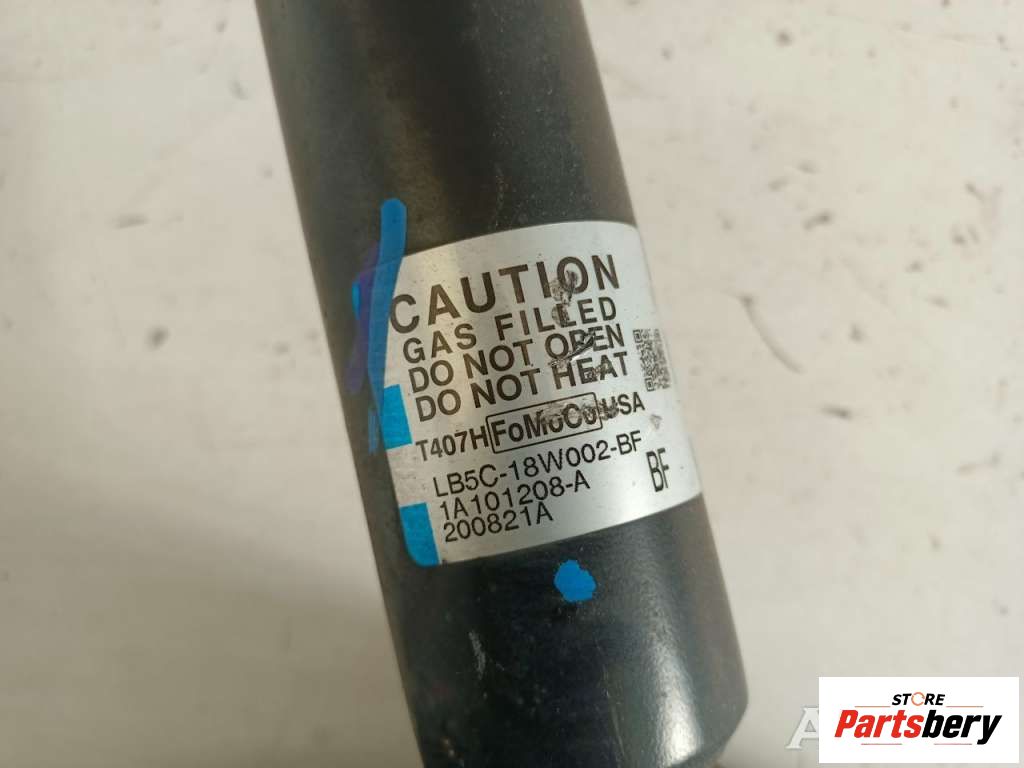 CAUTION
GAS FILLED
DO NOT OPEN
DO NOT HEAT
T407H FoMoCo USA
LB5C-18W002-BF
1A101208-A BF
200821A
STORE
Partsbery